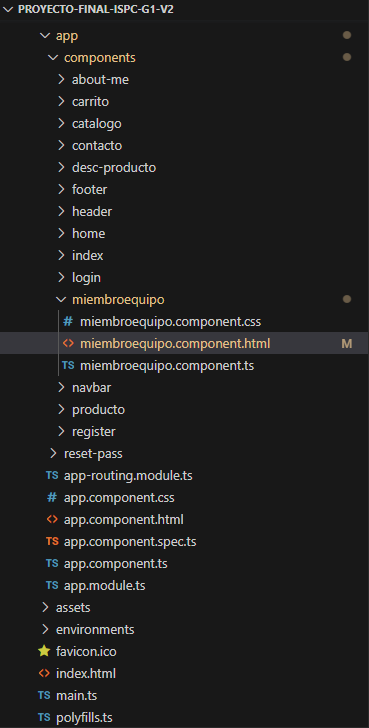 PROYECTO-FINAL-ISPC-G1-V2
app
components
about-me
carrito
catalogo
contacto
desc-producto
footer
header
home
index
login
miembroequipo
# miembroequipo.component.css
<> miembroequipo.component.html M
TS miembroequipo.component.ts
navbar
producto
register
reset-pass
TS app-routing.module.ts
# app.component.css
<> app.component.html
TS app.component.spec.ts
TS app.component.ts
TS app.module.ts
assets
environments
favicon.ico
<> index.html
TS main.ts
TS polyfills.ts